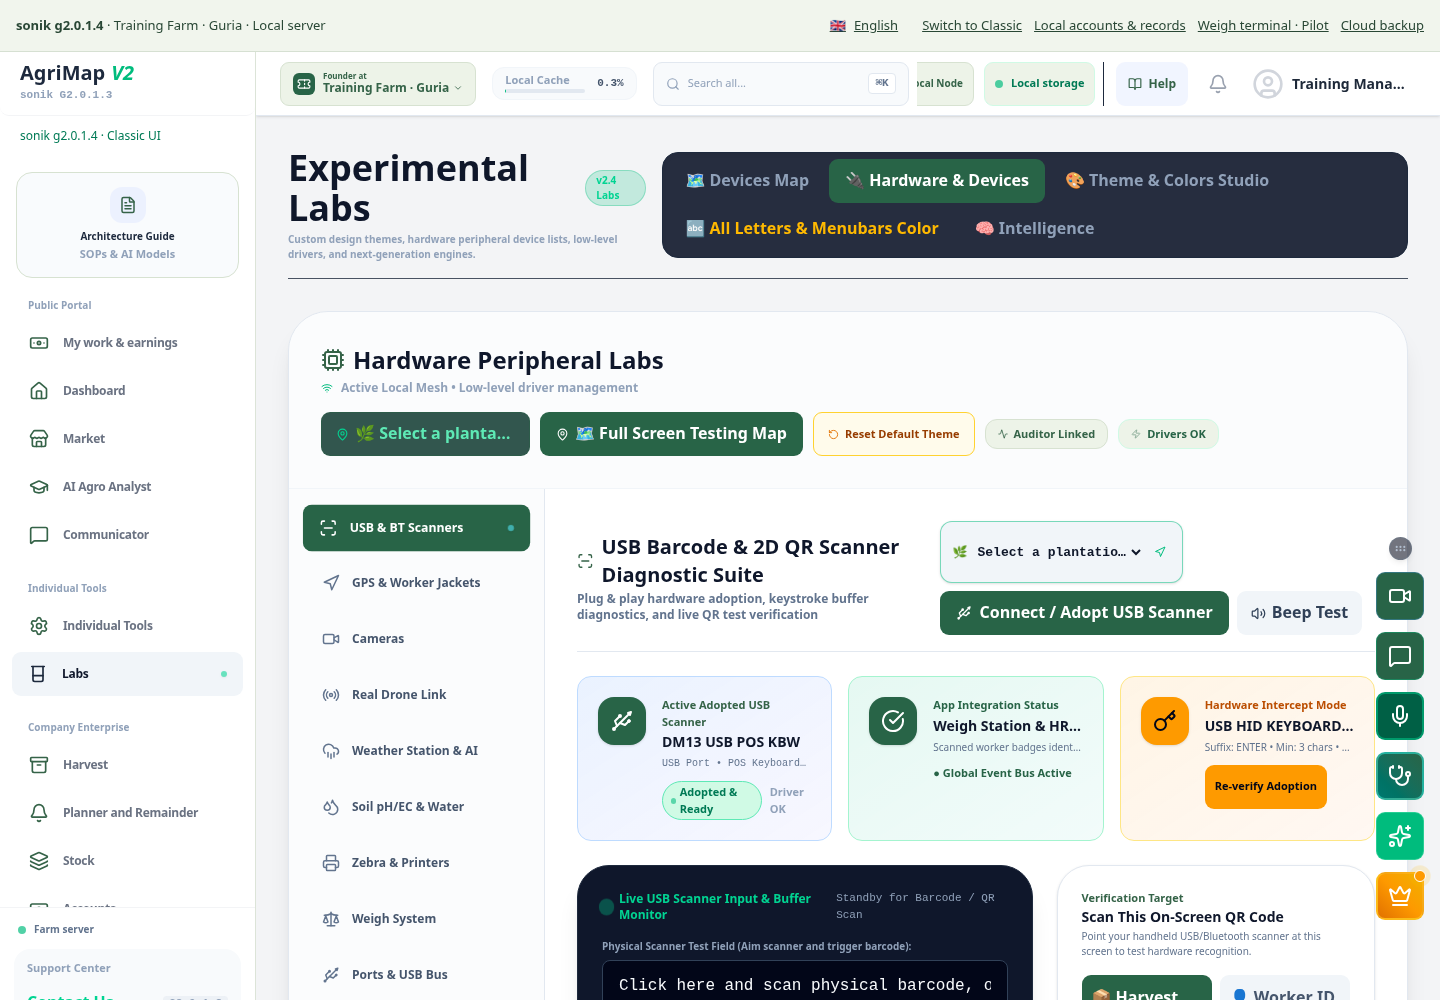 sonik g2.0.1.4 · Training Farm · Guria · Local server
English
Switch to Classic
Local accounts & records
Weigh terminal · Pilot
Cloud backup
AgriMap V2
sonik G2.0.1.3
Founder at
Training Farm · Guria
Local Cache
0.3%
Search all...
⌘K
ocal Node
Local storage
Help
Training Mana...
sonik g2.0.1.4 · Classic UI
Architecture Guide
SOPs & AI Models
Public Portal
My work & earnings
Dashboard
Market
AI Agro Analyst
Communicator
Individual Tools
Individual Tools
Labs
Company Enterprise
Harvest
Planner and Remainder
Stock
Farm server
Support Center
Experimental
Labs
v2.4
Labs
Custom design themes, hardware peripheral device lists, low-level
drivers, and next-generation engines.
Devices Map
Hardware & Devices
Theme & Colors Studio
abc All Letters & Menubars Color
Intelligence
Hardware Peripheral Labs
Active Local Mesh • Low-level driver management
Select a planta...
Full Screen Testing Map
Reset Default Theme
Auditor Linked
Drivers OK
USB & BT Scanners
GPS & Worker Jackets
Cameras
Real Drone Link
Weather Station & AI
Soil pH/EC & Water
Zebra & Printers
Weigh System
Ports & USB Bus
USB Barcode & 2D QR Scanner
Diagnostic Suite
Plug & play hardware adoption, keystroke buffer
diagnostics, and live QR test verification
Select a plantatio...
Connect / Adopt USB Scanner
Beep Test
Active Adopted USB
Scanner
DM13 USB POS KBW
USB Port • POS Keyboard...
Adopted &
Ready
Driver
OK
App Integration Status
Weigh Station & HR...
Scanned worker badges ident...
● Global Event Bus Active
Hardware Intercept Mode
USB HID KEYBOARD...
Suffix: ENTER • Min: 3 chars • ...
Re-verify Adoption
Live USB Scanner Input & Buffer
Monitor
Standby for Barcode / QR
Scan
Physical Scanner Test Field (Aim scanner and trigger barcode):
Click here and scan physical barcode, o
Verification Target
Scan This On-Screen QR Code
Point your handheld USB/Bluetooth scanner at this
screen to test hardware recognition.
Harvest
Worker ID